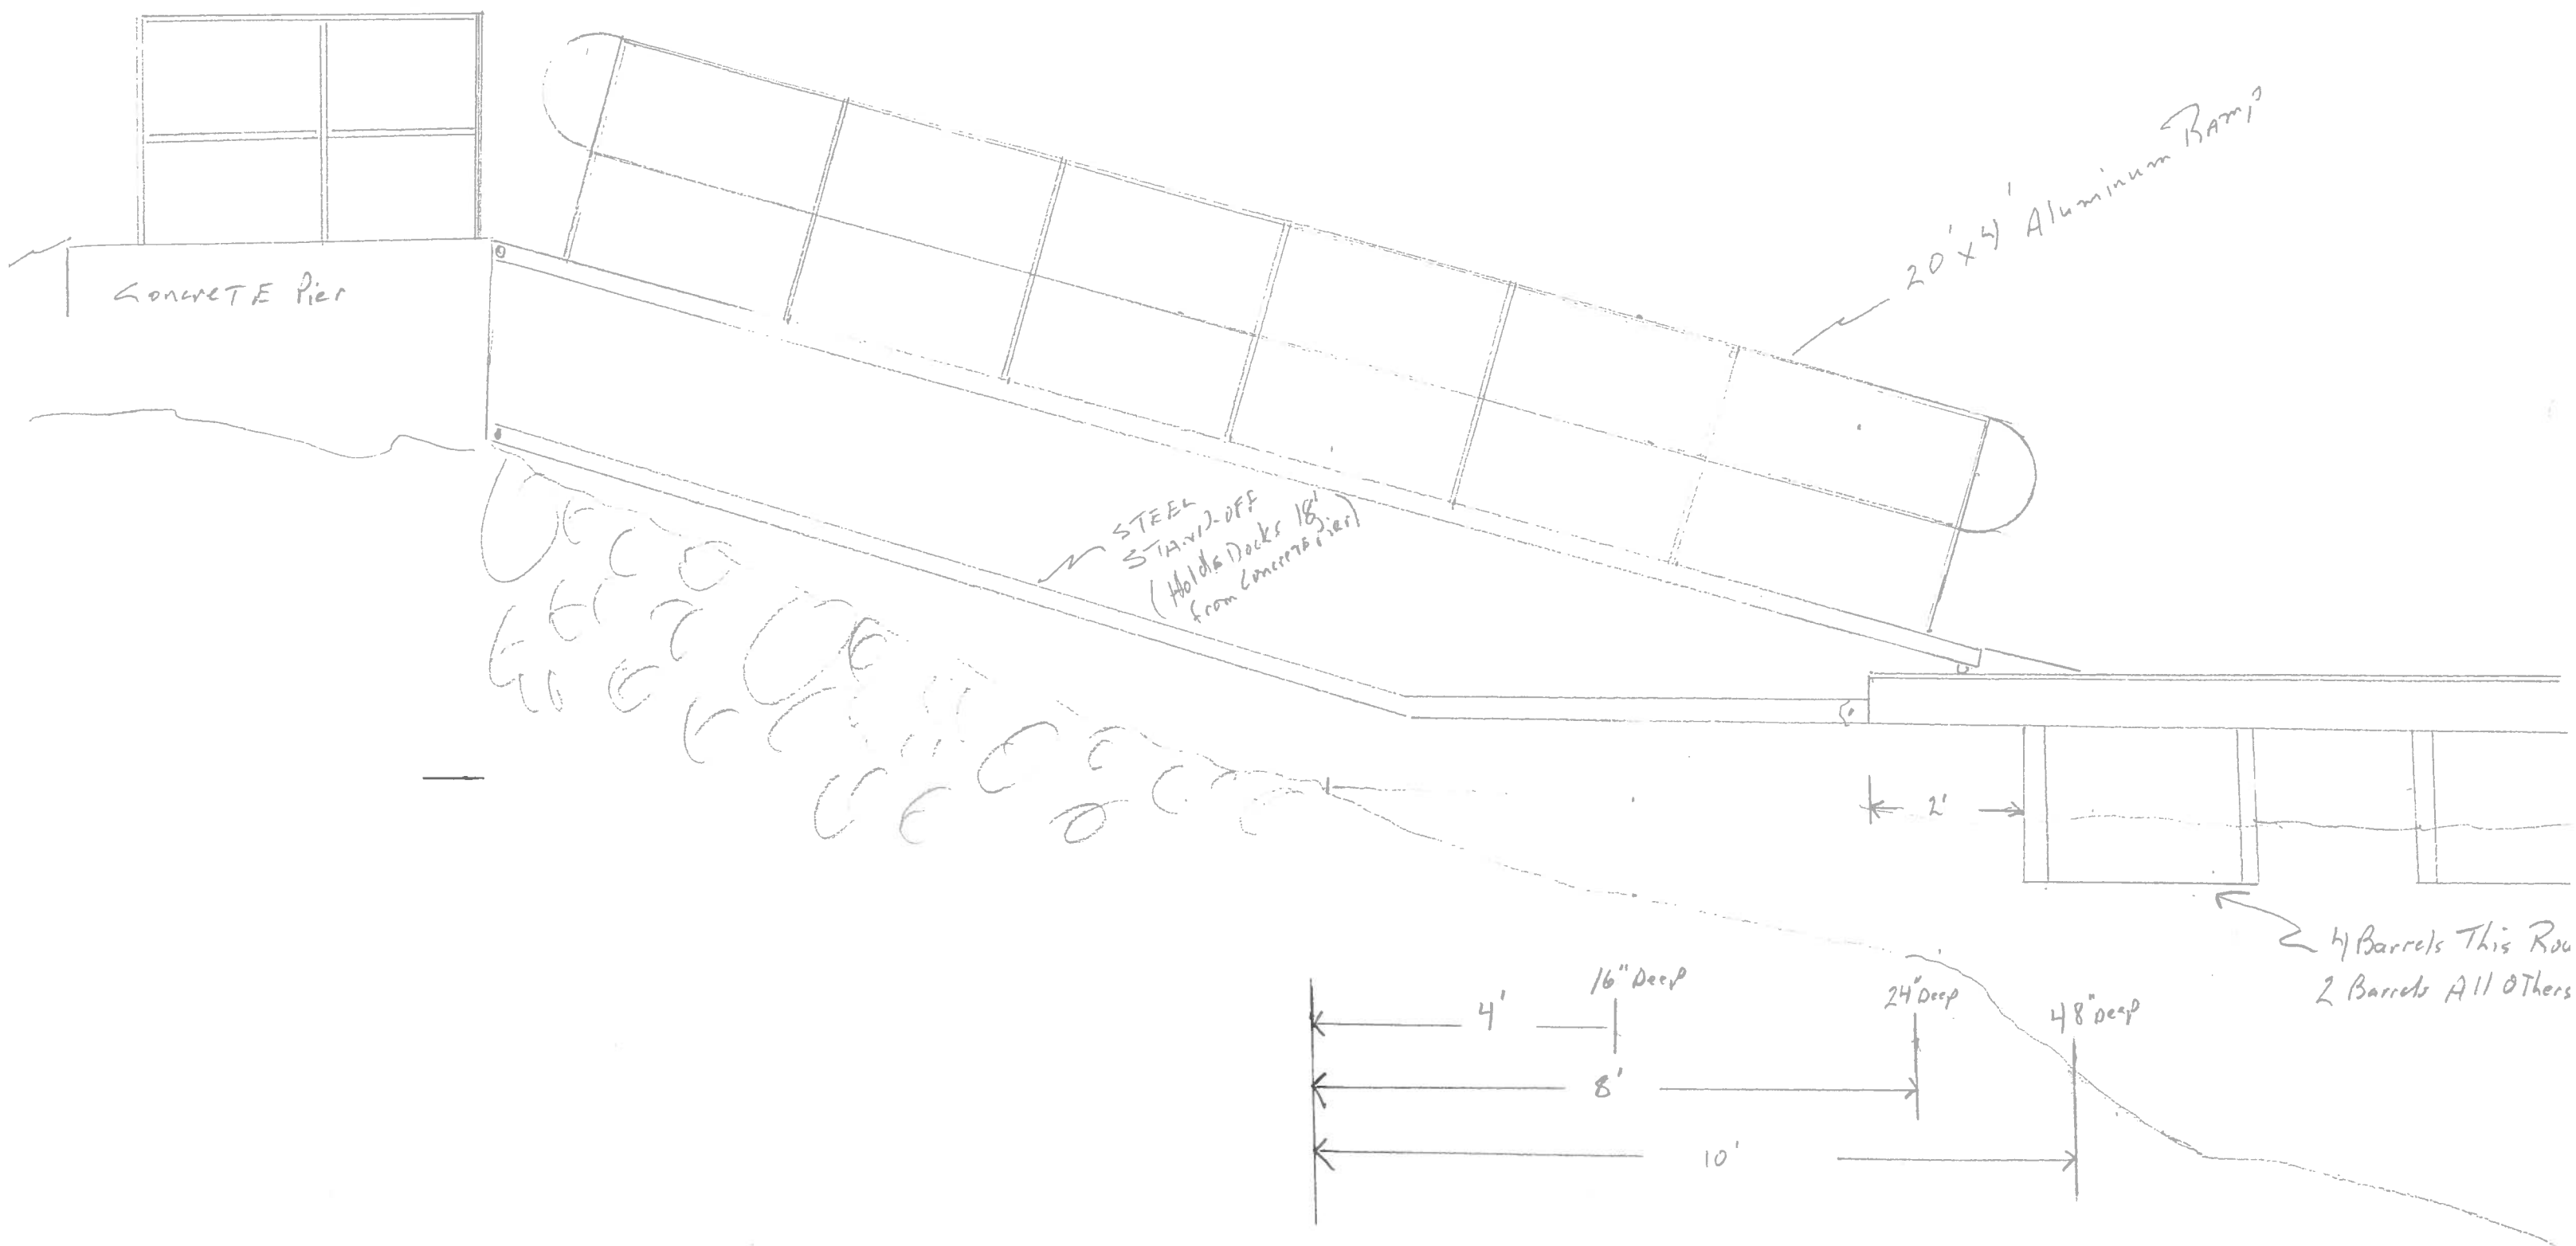 20' x 4' Aluminum Ramp
Concrete Pier
STEEL
STAND-OFF
(Holds Docks 18'
from Concrete Pier)
2'
4 Barrels This Row
2 Barrels All Others
16" Deep
24" Deep
48" Deep
4'
8'
10'